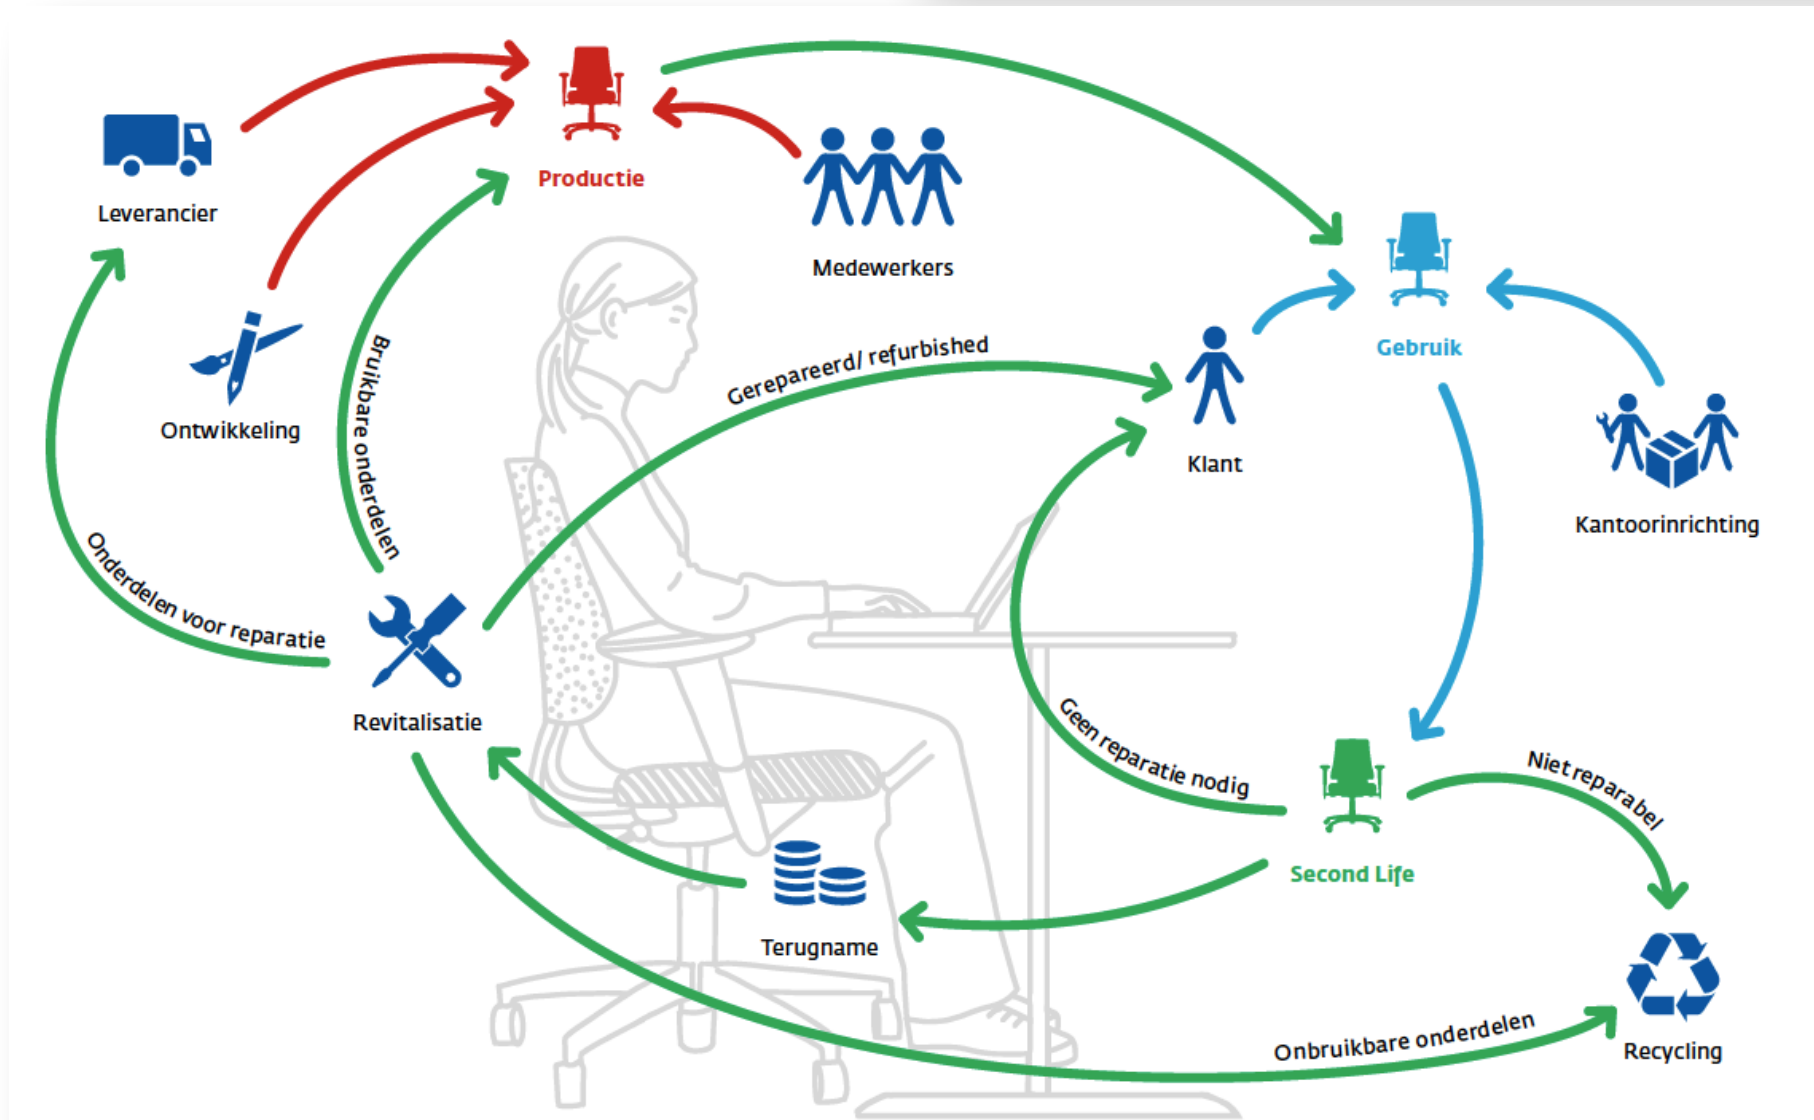 Productie
Leverancier
Medewerkers
Gebruik
Gerepareerd/ refurbished
Bruikbare onderdelen
Ontwikkeling
Klant
Kantoorinrichting
Onderdelen voor reparatie
Revitalisatie
Geen reparatie nodig
Niet reparabel
Second Life
Terugname
Onbruikbare onderdelen
Recycling